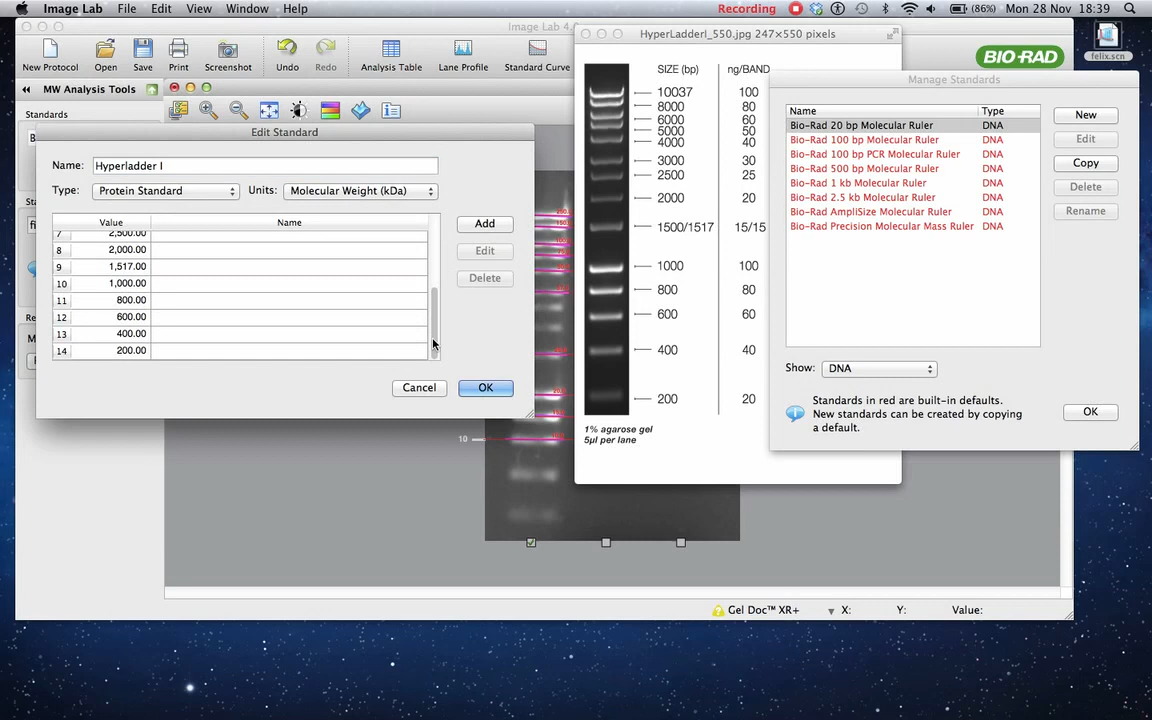 Image Lab File Edit View Window Help Recording (86%) Mon 28 Nov 18:39
Image Lab 4.
New Protocol Open Save Print Screenshot Undo Redo Analysis Table Lane Profile Standard Curve
BIO-RAD
felix.scn
MW Analysis Tools
Standards
Edit Standard
Name: Hyperladder I
Type: Protein Standard Units: Molecular Weight (kDa)
Value Name
7 2,500.00
8 2,000.00
9 1,517.00
10 1,000.00
11 800.00
12 600.00
13 400.00
14 200.00
Add
Edit
Delete
Cancel OK
10
HyperLadderI_550.jpg 247×550 pixels
SIZE (bp) ng/BAND
10037 100
8000 80
6000 60
5000 50
4000 40
3000 30
2500 25
2000 20
1500/1517 15/15
1000 100
800 80
600 60
400 40
200 20
1% agarose gel
5µl per lane
Manage Standards
Name Type
Bio-Rad 20 bp Molecular Ruler DNA
Bio-Rad 100 bp Molecular Ruler DNA
Bio-Rad 100 bp PCR Molecular Ruler DNA
Bio-Rad 500 bp Molecular Ruler DNA
Bio-Rad 1 kb Molecular Ruler DNA
Bio-Rad 2.5 kb Molecular Ruler DNA
Bio-Rad AmpliSize Molecular Ruler DNA
Bio-Rad Precision Molecular Mass Ruler DNA
New
Edit
Copy
Delete
Rename
Show: DNA
Standards in red are built-in defaults.
New standards can be created by copying
a default.
OK
Gel Doc™ XR+ X: Y: Value: